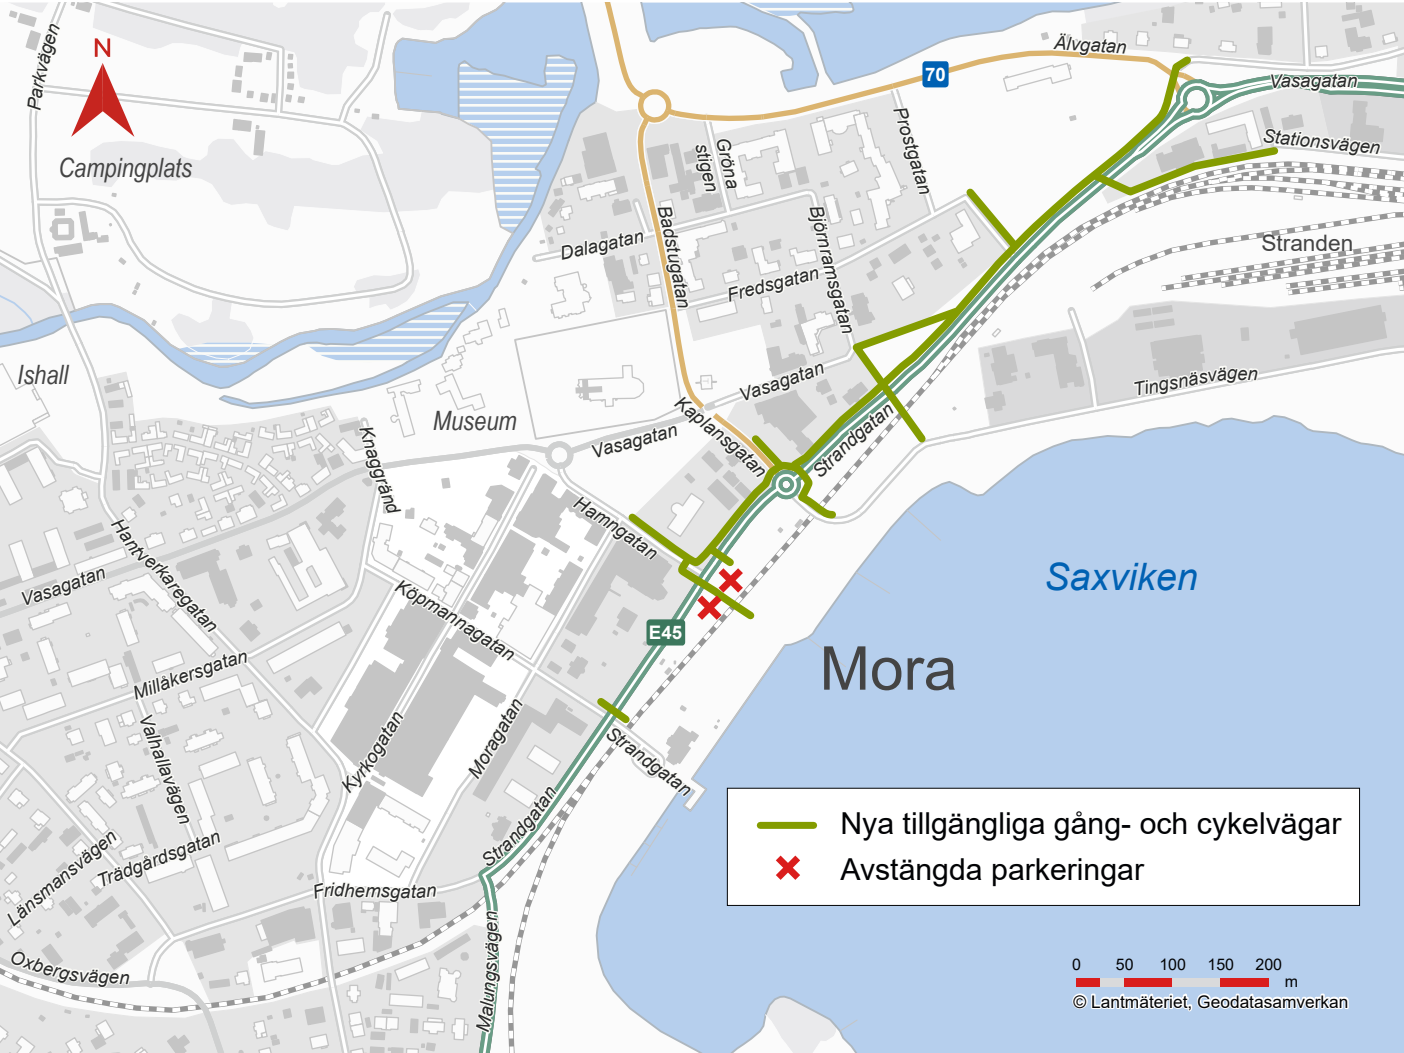 N
Parkvägen
Campingplats
Älvgatan
70
Vasagatan
Stationsvägen
Prostgatan
Gröna
stigen
Badstugatan
Björnramsgatan
Dalagatan
Fredsgatan
Stranden
Ishall
Museum
Vasagatan
Tingsnäsvägen
Kaplansgatan
Vasagatan
Strandgatan
Knaggränd
Hamngatan
Hantverkaregatan
Vasagatan
Köpmannagatan
Saxviken
E45
Mora
Millåkersgatan
Valhallavägen
Kyrkogatan
Moragatan
Strandgatan
Strandgatan
Länsmansvägen
Trädgårdsgatan
Fridhemsgatan
Malungsvägen
Oxbergsvägen
Nya tillgängliga gång- och cykelvägar
Avstängda parkeringar
0 50 100 150 200
m
© Lantmäteriet, Geodatasamverkan